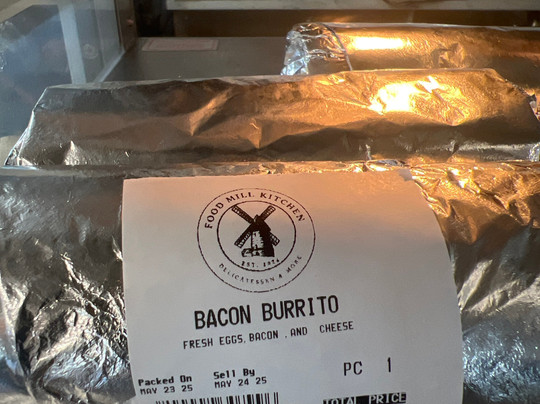 FOOD MILL KITCHEN
EST. 1974
DELICATESSEN & MORE
BACON BURRITO
FRESH EGGS, BACON , AND CHEESE
Packed On Sell By PC 1
MAY 23 25 MAY 24 25
TOTAL PRICE